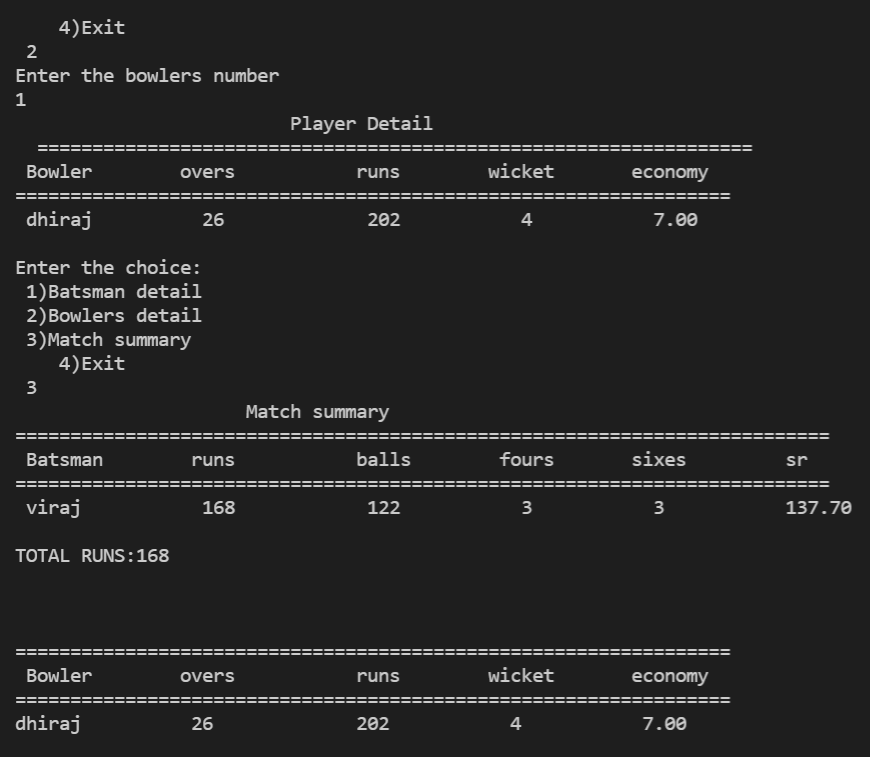 4)Exit
2
Enter the bowlers number
1
Player Detail
=================================================================
Bowler overs runs wicket economy
=================================================================
dhiraj 26 202 4 7.00
Enter the choice:
1)Batsman detail
2)Bowlers detail
3)Match summary
4)Exit
3
Match summary
==========================================================================
Batsman runs balls fours sixes sr
==========================================================================
viraj 168 122 3 3 137.70
TOTAL RUNS:168
=================================================================
Bowler overs runs wicket economy
=================================================================
dhiraj 26 202 4 7.00